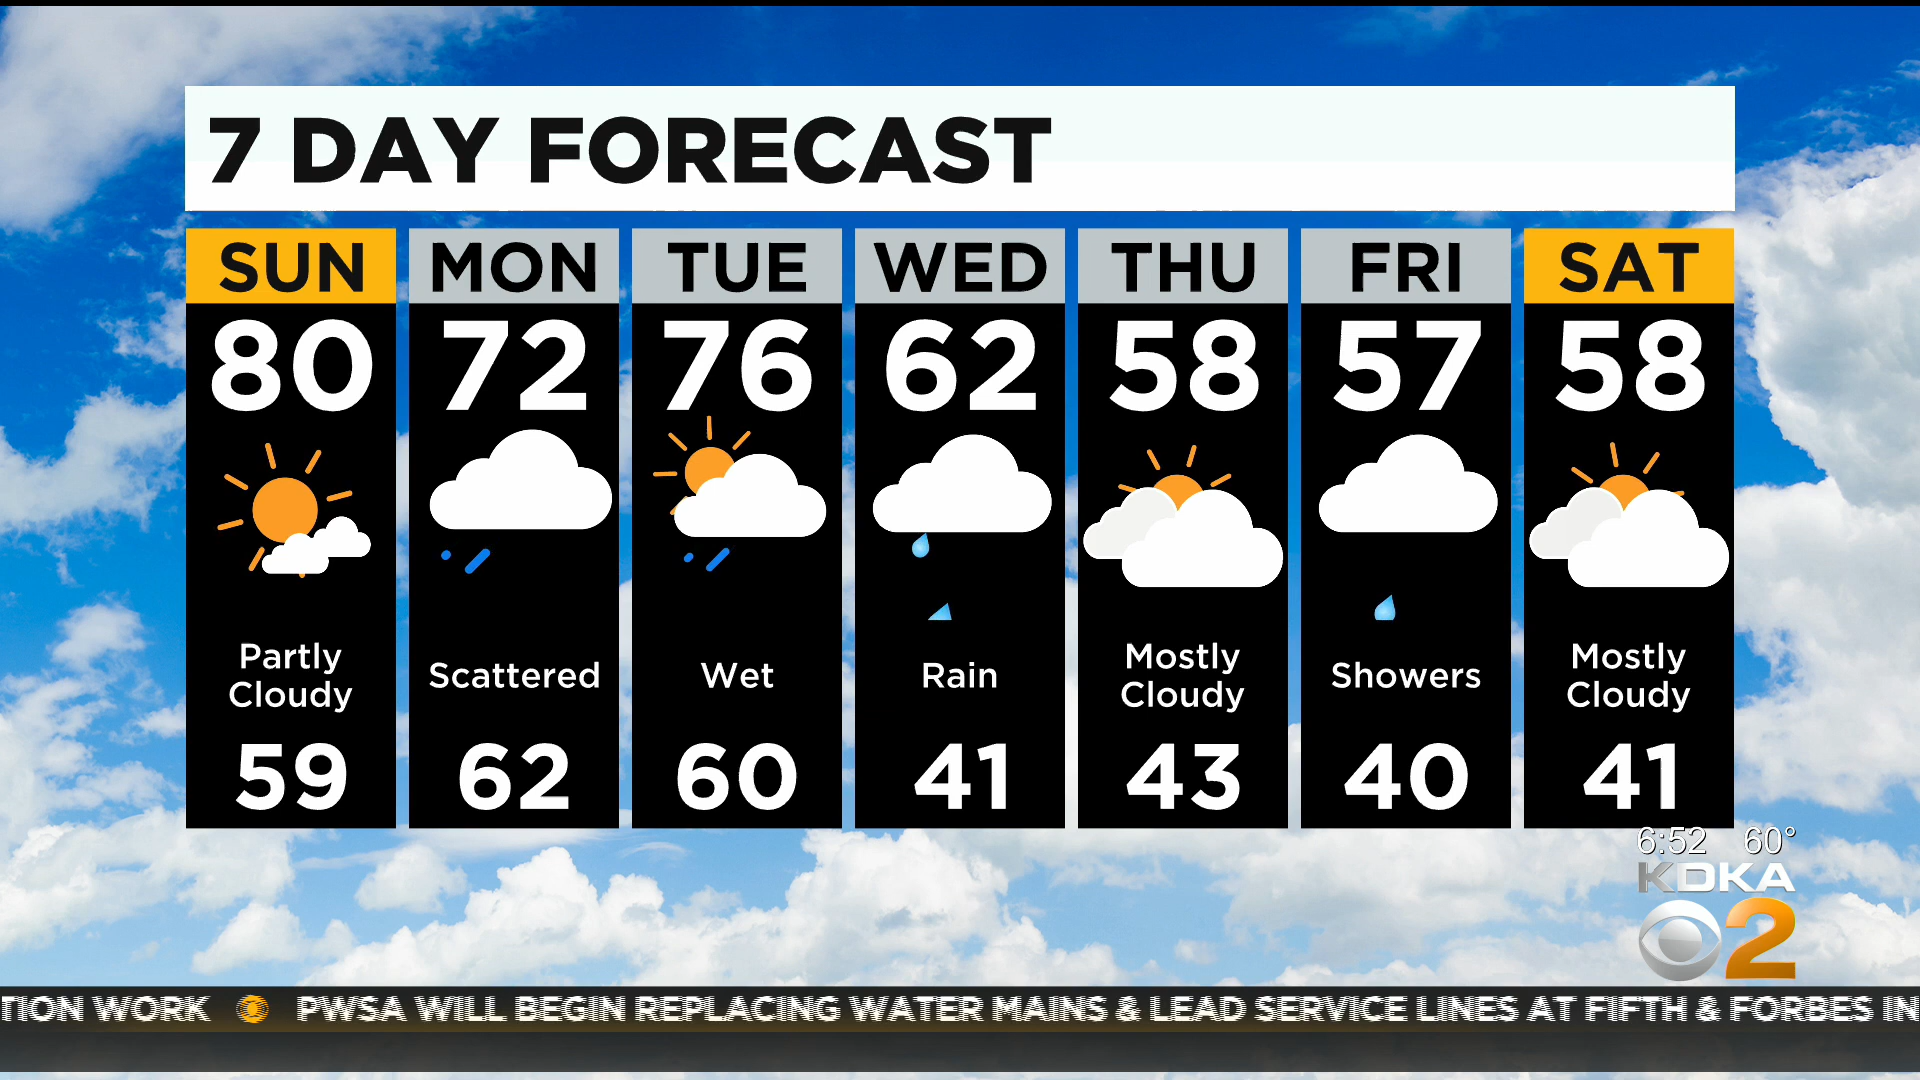 7 DAY FORECAST
SUN MON TUE WED THU FRI SAT
80 72 76 62 58 57 58
Partly Cloudy
Scattered
Wet
Rain
Mostly Cloudy
Showers
Mostly Cloudy
59 62 60 41 43 40 41
6:52 60°
KDKA
2
TION WORK PWSA WILL BEGIN REPLACING WATER MAINS & LEAD SERVICE LINES AT FIFTH & FORBES IN